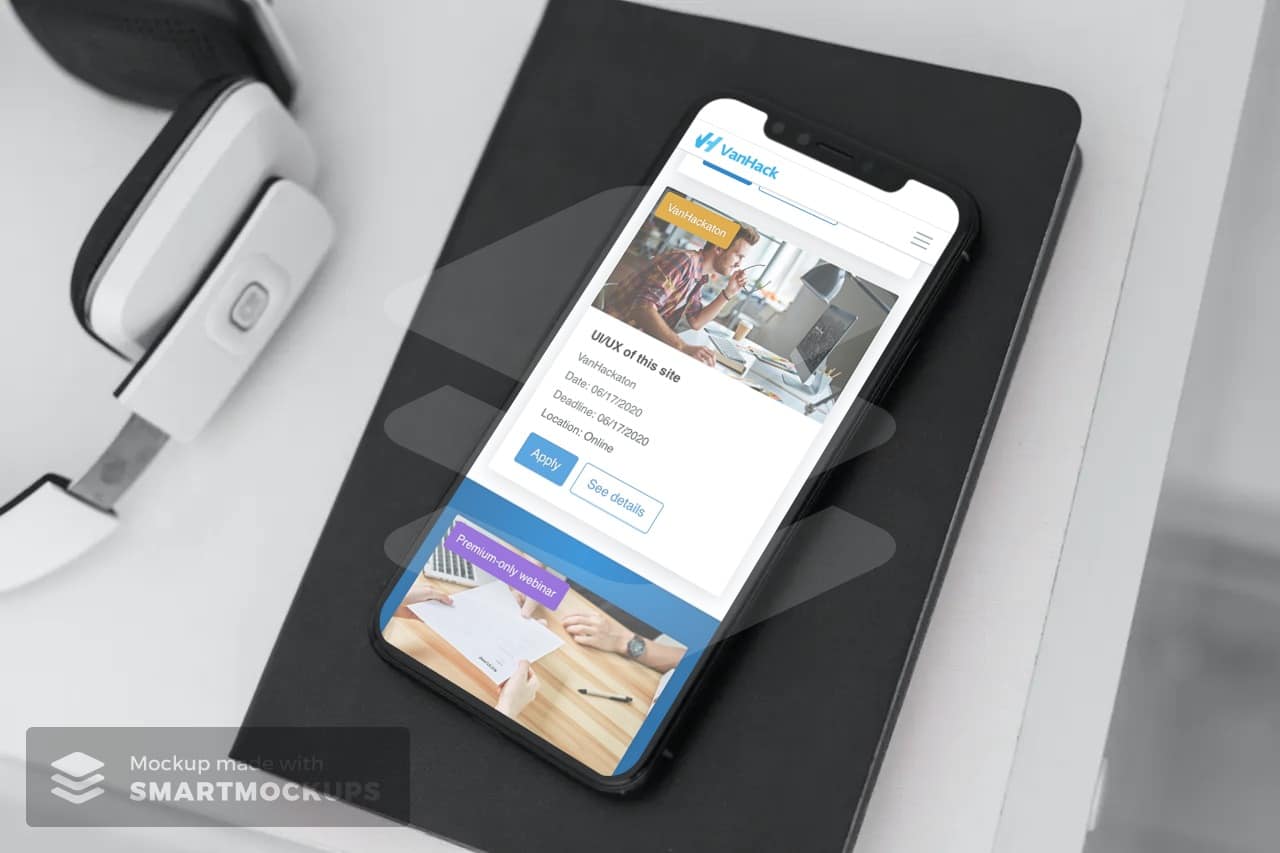 VanHack
VanHackaton
UI/UX of this site
VanHackaton
Date: 06/17/2020
Deadline: 06/17/2020
Location: Online
Apply
See details
Premium-only webinar
Mockup made with
SMARTMOCKUPS